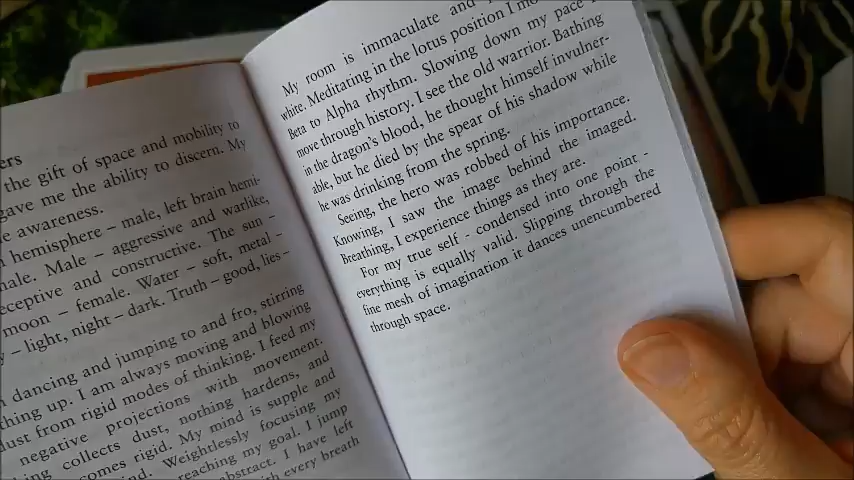 ers
the gift of space and mobility to
gave me the ability to discern. My
e awareness.
hemisphere – male, left brain hemi-
male. Male – aggressive and warlike,
eceptive and constructive. The sun –
moon – female. Water – soft, metal –
y – light, night – dark. Truth – good, lies–
n dancing and jumping to and fro, stirring
thing up. I am always moving and blowing
dust from rigid modes of thinking. I feed my
negative projections with movement.
hing collects dust, nothing hardens, and
comes rigid. My mind is supple and
ind. Weightlessly focusing my
reaching my goal. I jump
abstract. I have left
with every breath
My room is immaculate and
white. Meditating in the lotus position I mo
Beta to Alpha rhythm. Slowing down my pace I
move through history. I see the old warrior. Bathing
in the dragon's blood, he thought himself invulner-
able, but he died by the spear of his shadow while
he was drinking from the spring.
Seeing, the hero was robbed of his importance.
Knowing, I saw the image behind the imaged.
Breathing, I experience things as they are.
For my true self - condensed into one point -
everything is equally valid. Slipping through the
fine mesh of imagination it dances unencumbered
through space.